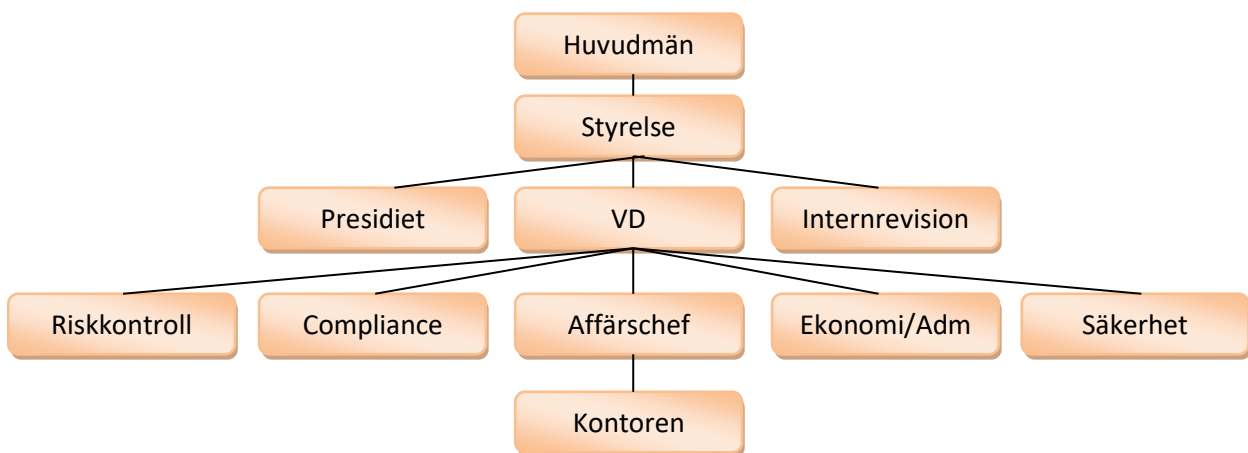 Huvudmän
Styrelse
Presidiet
VD
Internrevision
Riskkontroll
Compliance
Affärschef
Ekonomi/Adm
Säkerhet
Kontoren